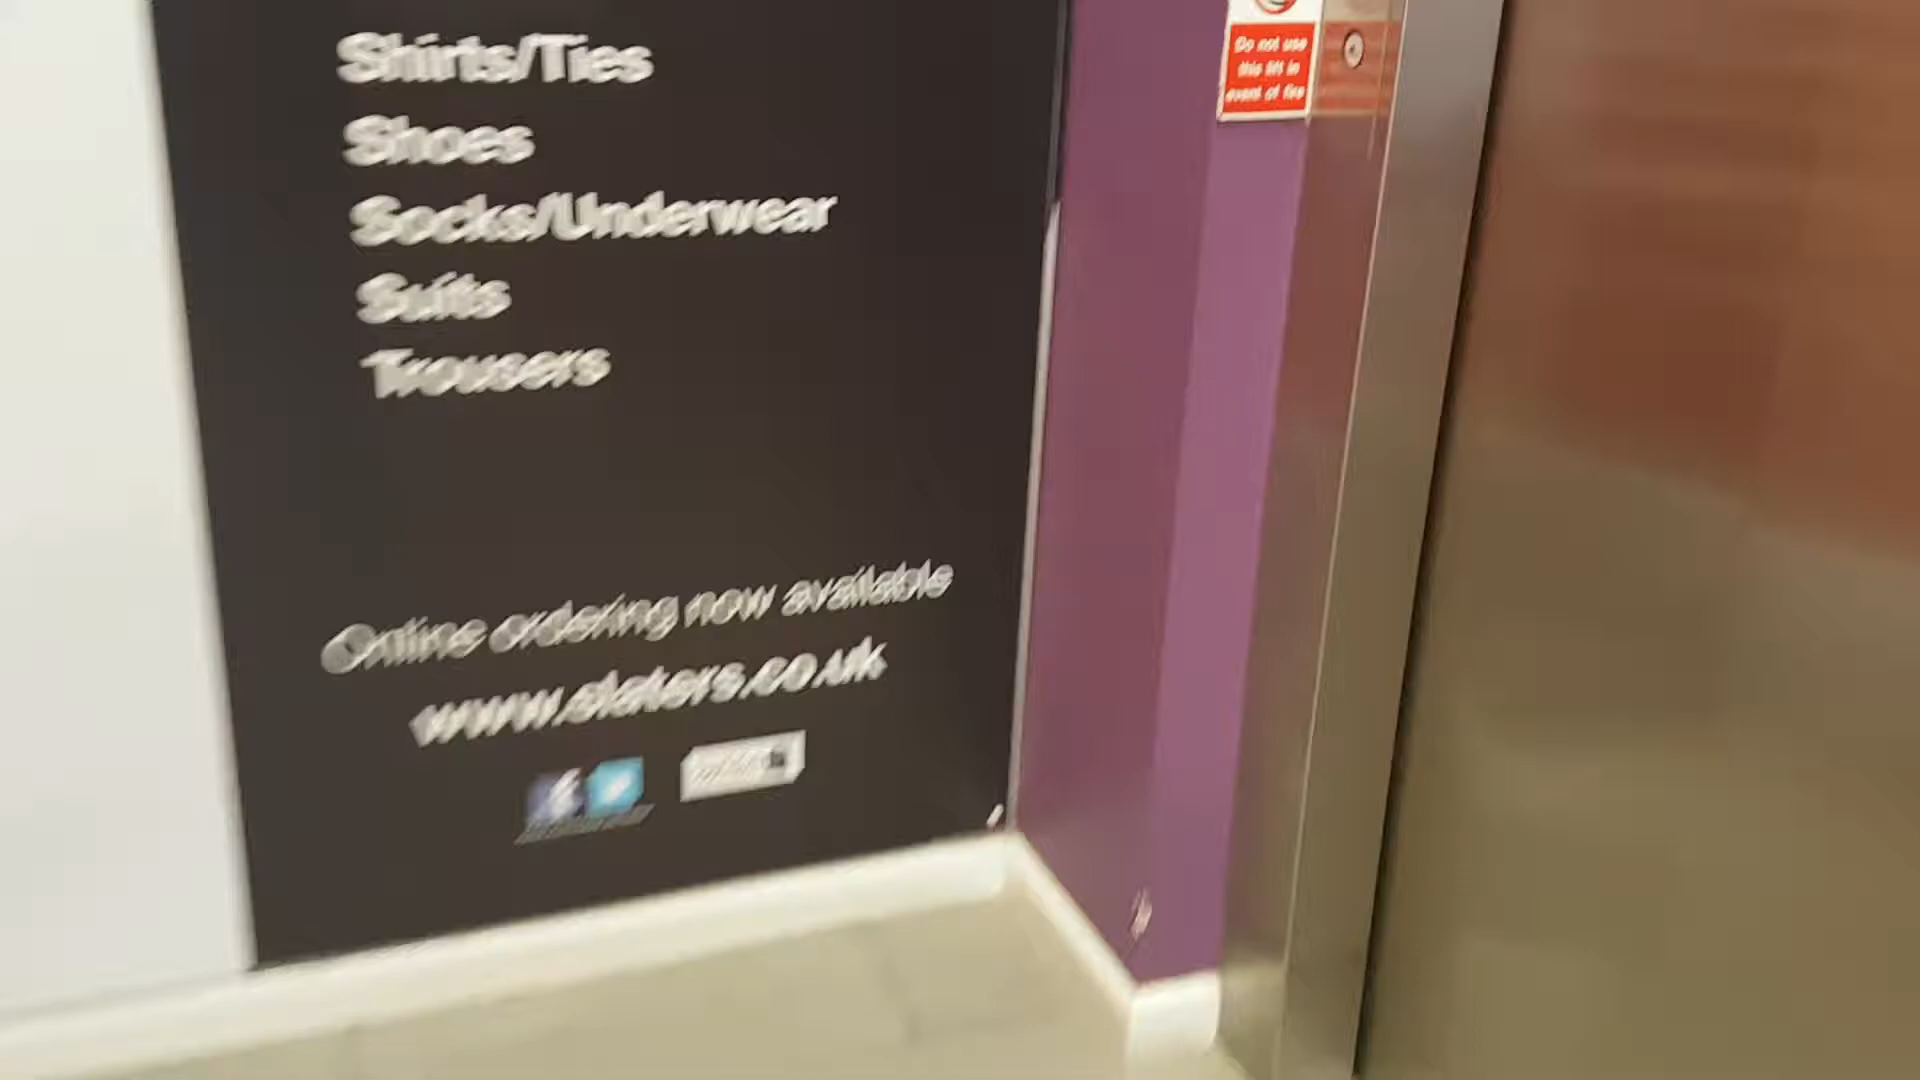 Shirts/Ties
Shoes
Socks/Underwear
Suits
Trousers
Online ordering now available
www.slaters.co.uk
Do not use
this lift in
event of fire